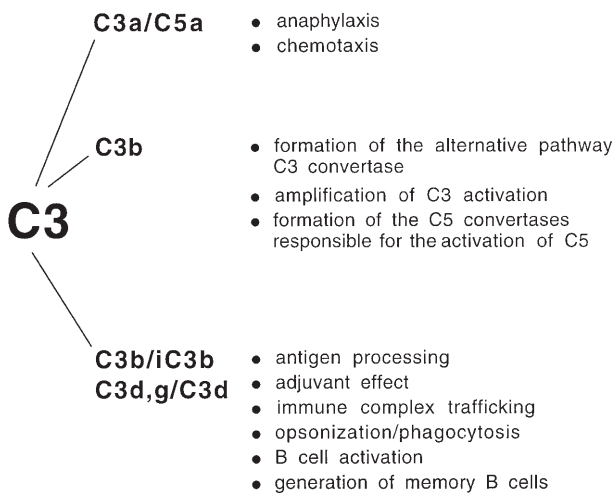 C3a/C5a
• anaphylaxis
• chemotaxis
C3b
• formation of the alternative pathway
C3 convertase
• amplification of C3 activation
• formation of the C5 convertases
responsible for the activation of C5
C3
C3b/iC3b
C3d,g/C3d
• antigen processing
• adjuvant effect
• immune complex trafficking
• opsonization/phagocytosis
• B cell activation
• generation of memory B cells